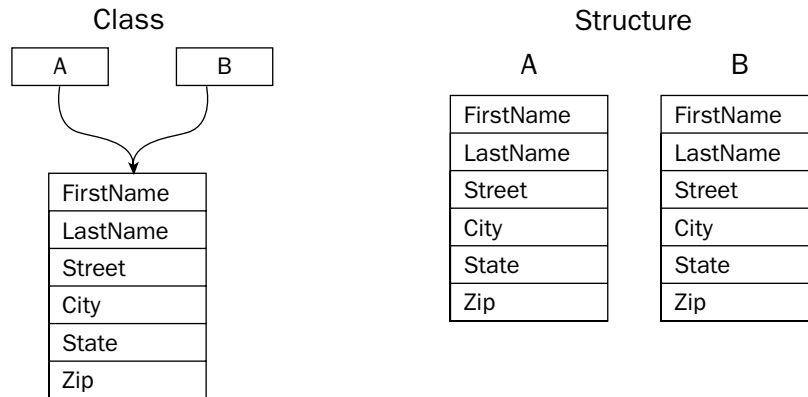 Class
A
B
FirstName
LastName
Street
City
State
Zip
Structure
A
B
FirstName
LastName
Street
City
State
Zip
FirstName
LastName
Street
City
State
Zip